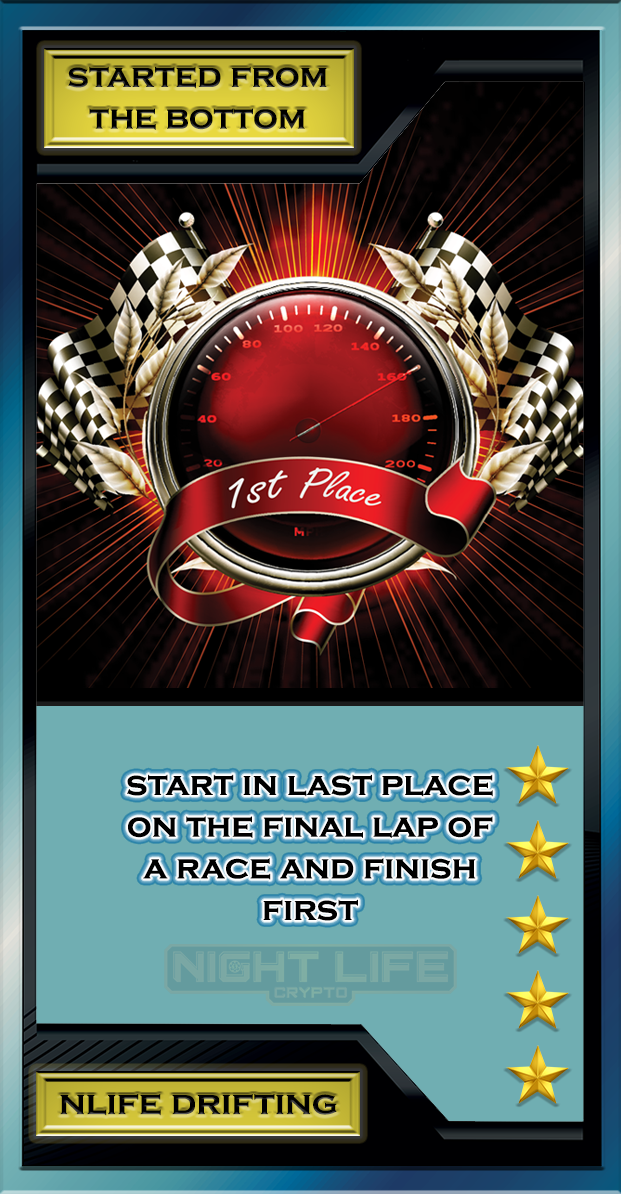 STARTED FROM
THE BOTTOM
100 120
80 140
60 160
40 180
20 200
1st Place
START IN LAST PLACE
ON THE FINAL LAP OF
A RACE AND FINISH
FIRST
NIGHT LIFE
CRYPTO
NLIFE DRIFTING